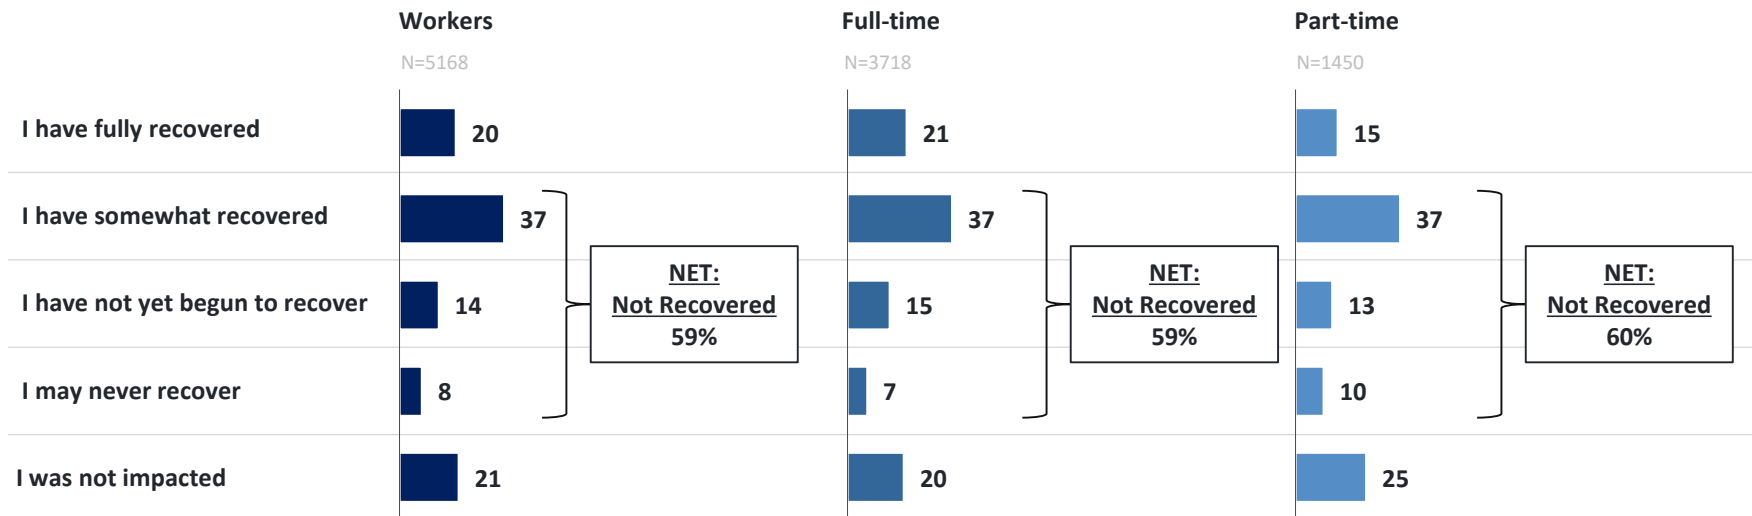 Workers Full-time Part-time
N=5168 N=3718 N=1450
I have fully recovered 20 21 15
I have somewhat recovered 37 37 37
NET: NET: NET:
I have not yet begun to recover 14 Not Recovered 15 Not Recovered 13 Not Recovered
59% 59% 60%
I may never recover 8 7 10
I was not impacted 21 20 25